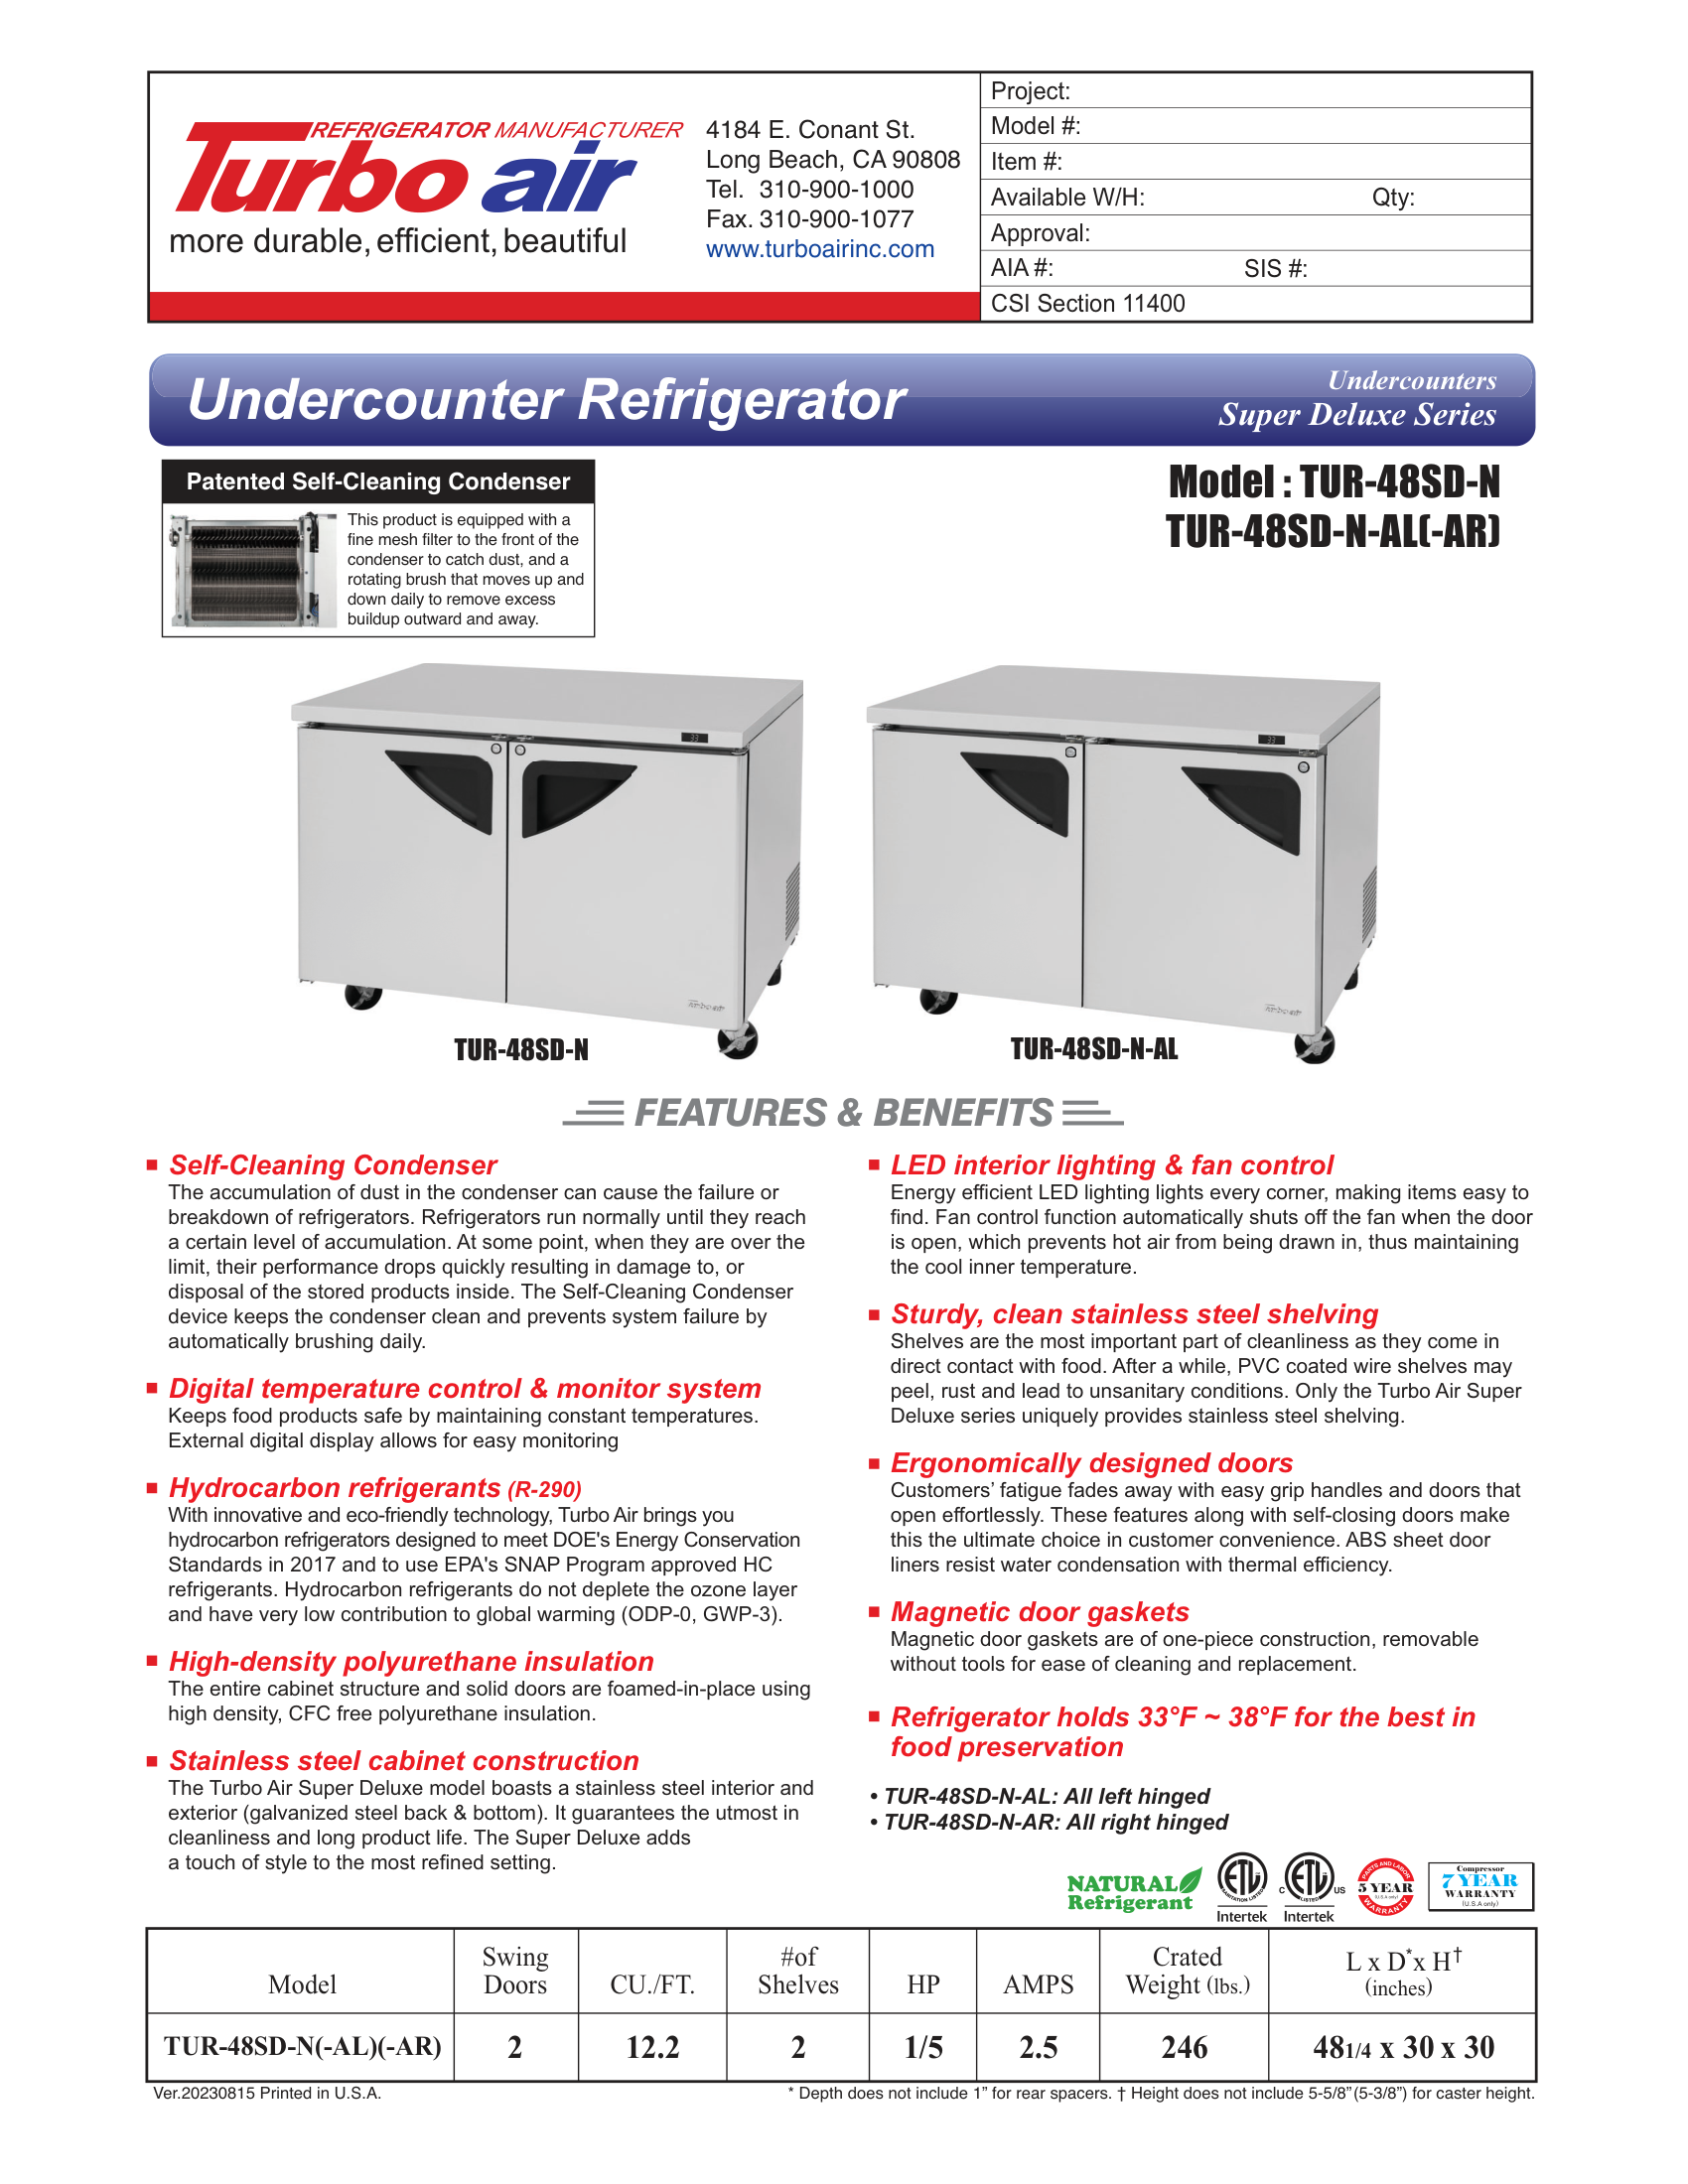 REFRIGERATOR MANUFACTURER
Turbo air
more durable, efficient, beautiful
4184 E. Conant St.
Long Beach, CA 90808
Tel. 310-900-1000
Fax. 310-900-1077
www.turboairinc.com
Project:
Model #:
Item #:
Available W/H: Qty:
Approval:
AIA #: SIS #:
CSI Section 11400
Undercounter Refrigerator
Undercounters
Super Deluxe Series
Patented Self-Cleaning Condenser
This product is equipped with a
fine mesh filter to the front of the
condenser to catch dust, and a
rotating brush that moves up and
down daily to remove excess
buildup outward and away.
Model : TUR-48SD-N
TUR-48SD-N-AL(-AR)
33
Turbo air
33
Turbo air
TUR-48SD-N
TUR-48SD-N-AL
FEATURES & BENEFITS
Self-Cleaning Condenser
The accumulation of dust in the condenser can cause the failure or
breakdown of refrigerators. Refrigerators run normally until they reach
a certain level of accumulation. At some point, when they are over the
limit, their performance drops quickly resulting in damage to, or
disposal of the stored products inside. The Self-Cleaning Condenser
device keeps the condenser clean and prevents system failure by
automatically brushing daily.
Digital temperature control & monitor system
Keeps food products safe by maintaining constant temperatures.
External digital display allows for easy monitoring
Hydrocarbon refrigerants (R-290)
With innovative and eco-friendly technology, Turbo Air brings you
hydrocarbon refrigerators designed to meet DOE's Energy Conservation
Standards in 2017 and to use EPA's SNAP Program approved HC
refrigerants. Hydrocarbon refrigerants do not deplete the ozone layer
and have very low contribution to global warming (ODP-0, GWP-3).
High-density polyurethane insulation
The entire cabinet structure and solid doors are foamed-in-place using
high density, CFC free polyurethane insulation.
Stainless steel cabinet construction
The Turbo Air Super Deluxe model boasts a stainless steel interior and
exterior (galvanized steel back & bottom). It guarantees the utmost in
cleanliness and long product life. The Super Deluxe adds
a touch of style to the most refined setting.
LED interior lighting & fan control
Energy efficient LED lighting lights every corner, making items easy to
find. Fan control function automatically shuts off the fan when the door
is open, which prevents hot air from being drawn in, thus maintaining
the cool inner temperature.
Sturdy, clean stainless steel shelving
Shelves are the most important part of cleanliness as they come in
direct contact with food. After a while, PVC coated wire shelves may
peel, rust and lead to unsanitary conditions. Only the Turbo Air Super
Deluxe series uniquely provides stainless steel shelving.
Ergonomically designed doors
Customers' fatigue fades away with easy grip handles and doors that
open effortlessly. These features along with self-closing doors make
this the ultimate choice in customer convenience. ABS sheet door
liners resist water condensation with thermal efficiency.
Magnetic door gaskets
Magnetic door gaskets are of one-piece construction, removable
without tools for ease of cleaning and replacement.
Refrigerator holds 33°F ~ 38°F for the best in
food preservation
• TUR-48SD-N-AL: All left hinged
• TUR-48SD-N-AR: All right hinged
NATURAL
Refrigerant
ETL
SANITATION LISTED
Intertek
C ETL US
LISTED
Intertek
PARTS AND LABOR
5 YEAR
(U.S.A only)
WARRANTY
Compressor
7 YEAR
WARRANTY
(U.S.A only)
Model
Swing
Doors
CU./FT.
#of
Shelves
HP
AMPS
Crated
Weight (lbs.)
L x D* x H†
(inches)
TUR-48SD-N(-AL)(-AR) 2 12.2 2 1/5 2.5 246 48 1/4 x 30 x 30
Ver.20230815 Printed in U.S.A.
* Depth does not include 1” for rear spacers. † Height does not include 5-5/8” (5-3/8”) for caster height.